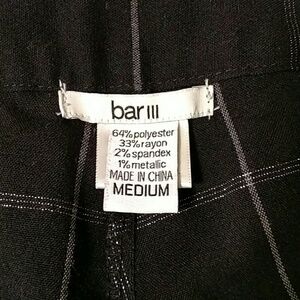 bar III
64% polyester
33% rayon
2% spandex
1% metallic
MADE IN CHINA
MEDIUM